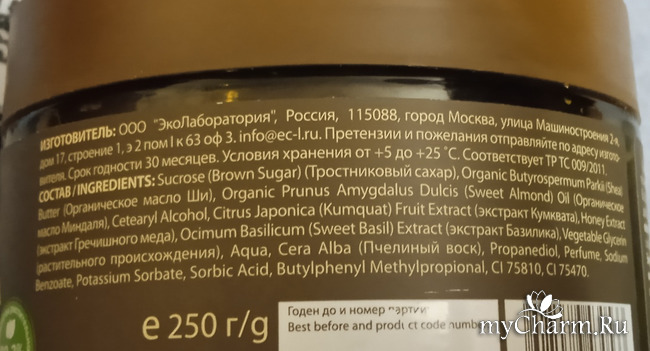 ИЗГОТОВИТЕЛЬ: ООО "ЭкоЛаборатория", Россия, 115088, город Москва, улица Машиностроения 2-я,
дом 17, строение 1, э 2 пом I к 63 оф 3. info@ec-l.ru. Претензии и пожелания отправляйте по адресу изгото-
вителя. Срок годности 30 месяцев. Условия хранения от +5 до +25 ˚С. Соответствует ТР ТС 009/2011.
СОСТАВ / INGREDIENTS: Sucrose (Brown Sugar) (Тростниковый сахар), Organic Butyrospermum Parkii (Shea)
Butter (Органическое масло Ши), Organic Prunus Amygdalus Dulcis (Sweet Almond) Oil (Органическое
масло Миндаля), Cetearyl Alcohol, Citrus Japonica (Kumquat) Fruit Extract (экстракт Кумквата), Honey Extract
(экстракт Гречишного меда), Ocimum Basilicum (Sweet Basil) Extract (экстракт Базилика), Vegetable Glycerin
(растительного происхождения), Aqua, Cera Alba (Пчелиный воск), Propanediol, Perfume, Sodium
Benzoate, Potassium Sorbate, Sorbic Acid, Butylphenyl Methylpropional, CI 75810, CI 75470.
Годен до и номер партии
Best before and product code number
e 250 г/g
myCharm.Ru